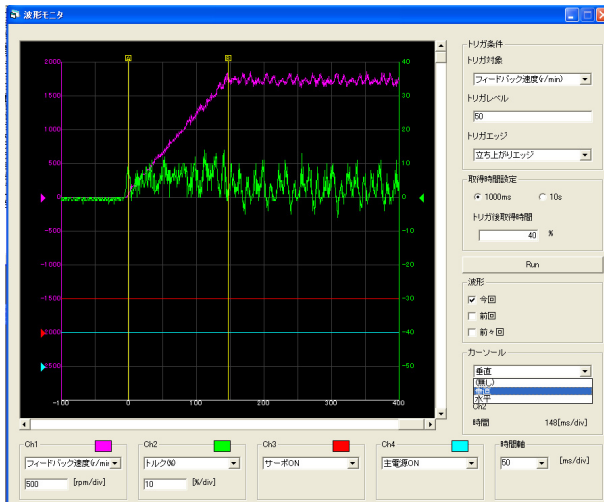 波形モニタ
A
B
2000
1500
1000
500
0
-500
-1000
-1500
-2000
-2500
40
30
20
10
0
-10
-20
-30
-40
-50
-100
0
100
200
300
400
トリガ条件
トリガ対象
フィードバック速度(r/min)
トリガレベル
50
トリガエッジ
立ち上がりエッジ
取得時間設定
1000ms
10s
トリガ後取得時間
40 %
Run
波形
今回
前回
前々回
カーソール
垂直
(無し)
垂直
水平
Ch2
時間 148[ms/div]
Ch1
フィードバック速度(r/min
500 [rpm/div]
Ch2
トルク(%)
10 [%/div]
Ch3
サーボON
Ch4
主電源ON
時間軸
50 [ms/div]